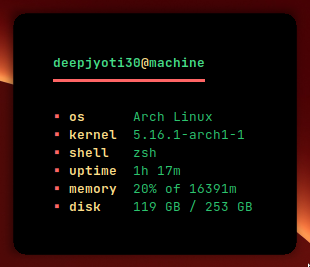 deepjyoti30@machine
os Arch Linux
kernel 5.16.1-arch1-1
shell zsh
uptime 1h 17m
memory 20% of 16391m
disk 119 GB / 253 GB